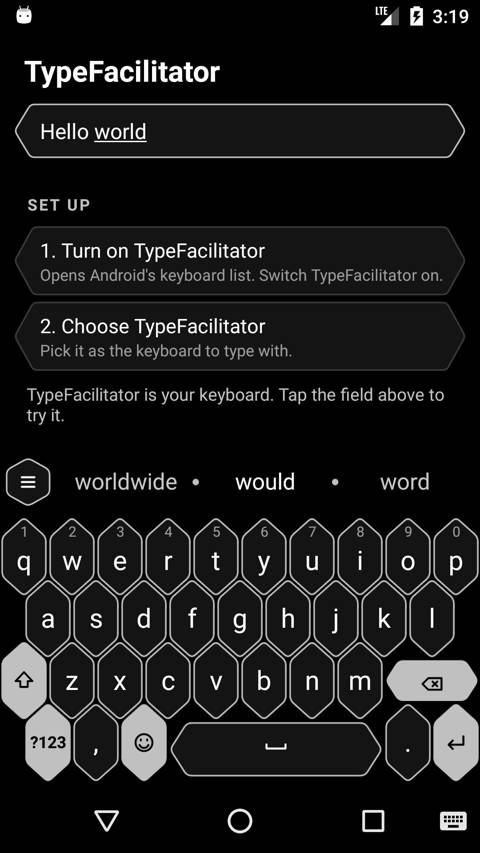 LTE 3:19
TypeFacilitator
Hello world
SET UP
1. Turn on TypeFacilitator
Opens Android's keyboard list. Switch TypeFacilitator on.
2. Choose TypeFacilitator
Pick it as the keyboard to type with.
TypeFacilitator is your keyboard. Tap the field above to
try it.
worldwide • would • word
1 2 3 4 5 6 7 8 9 0
q w e r t y u i o p
a s d f g h j k l
z x c v b n m
?123 , .